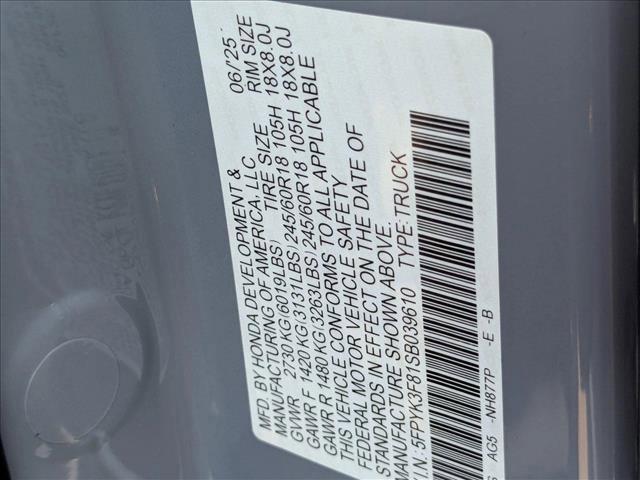 MFD. BY HONDA DEVELOPMENT & 06/'25
MANUFACTURING OF AMERICA, LLC
GVWR 2730 KG(6019LBS) TIRE SIZE RIM SIZE
GAWR F 1420 KG(3131LBS)245/60R18 105H 18X8.0J
GAWR R 1480 KG(3263LBS)245/60R18 105H 18X8.0J
THIS VEHICLE CONFORMS TO ALL APPLICABLE
FEDERAL MOTOR VEHICLE SAFETY
STANDARDS IN EFFECT ON THE DATE OF
MANUFACTURE SHOWN ABOVE.
V.I.N.: 5FPYK3F81SB039610 TYPE: TRUCK
AG5 -NH877P -E -B